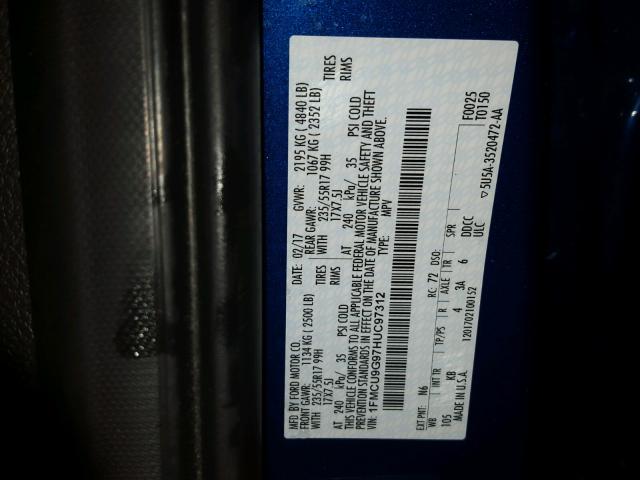 MFD. BY FORD MOTOR CO.
DATE: 02/17 GVWR: 2195 KG ( 4840 LB)
FRONT GAWR: 1134 KG ( 2500 LB) REAR GAWR: 1067 KG ( 2352 LB)
235/55R17 99H TIRES WITH 235/55R17 99H TIRES
17X7.5J RIMS 17X7.5J RIMS
AT 240 kPa/ 35 PSI COLD AT 240 kPa/ 35 PSI COLD
THIS VEHICLE CONFORMS TO ALL APPLICABLE FEDERAL MOTOR VEHICLE SAFETY AND THEFT
PREVENTION STANDARDS IN EFFECT ON THE DATE OF MANUFACTURE SHOWN ABOVE.
VIN: 1FMCU9G97HUC97312 TYPE: MPV
F0025
T0150
EXT PNT: N6 RC: 72 DSO:
WB INT TR TP/PS R AXLE TR SPR
105 KB 4 3A 6 DDCC
ULC
MADE IN U.S.A. 1201702100152
▽5U5A-3520472-AA